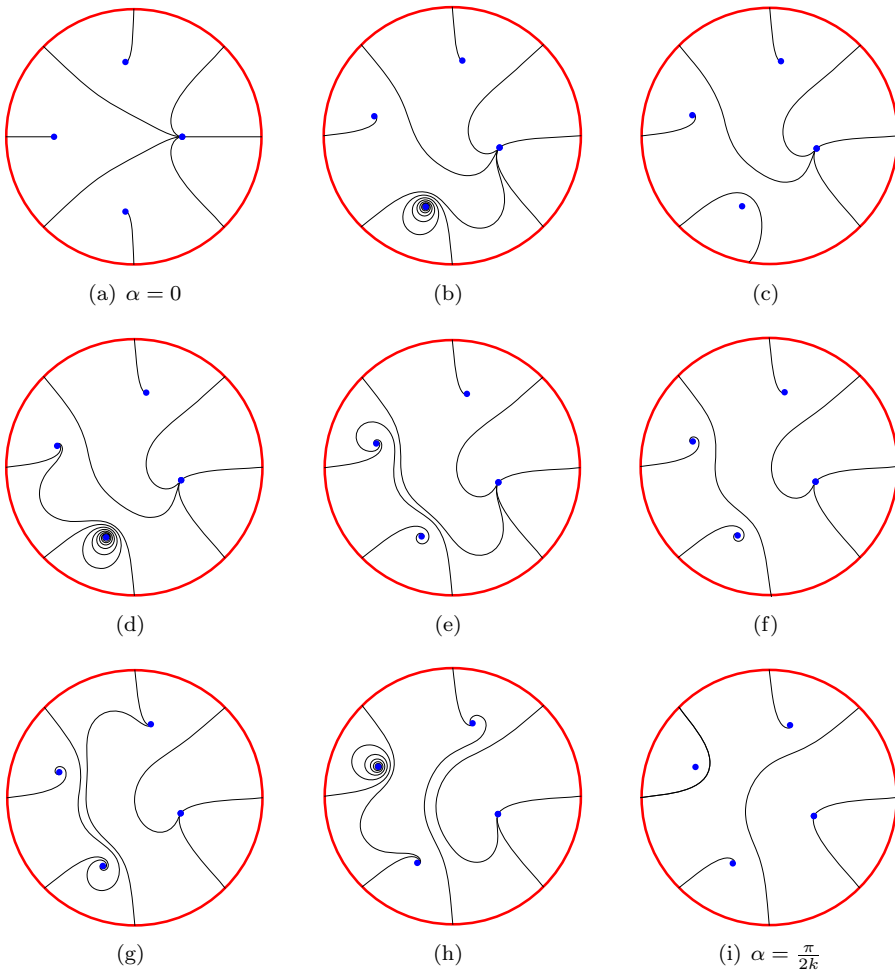 (a) α = 0
(b)
(c)
(d)
(e)
(f)
(g)
(h)
(i) α = π/2k